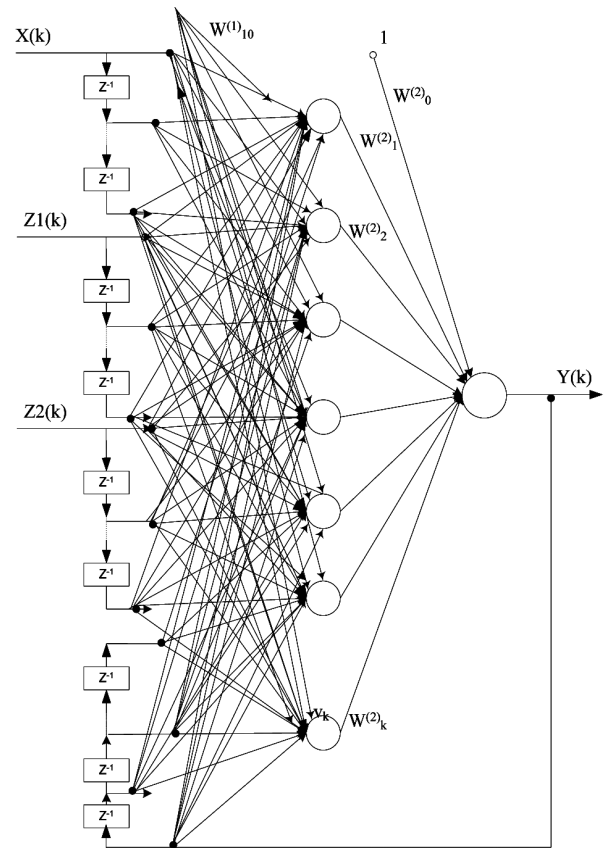 X(k)
W⁽¹⁾₁₀
1
Z⁻¹
W⁽²⁾₀
W⁽²⁾₁
Z⁻¹
Z1(k)
W⁽²⁾₂
Z⁻¹
Z⁻¹
Y(k)
Z2(k)
Z⁻¹
Z⁻¹
Z⁻¹
vₖ
W⁽²⁾ₖ
Z⁻¹
Z⁻¹